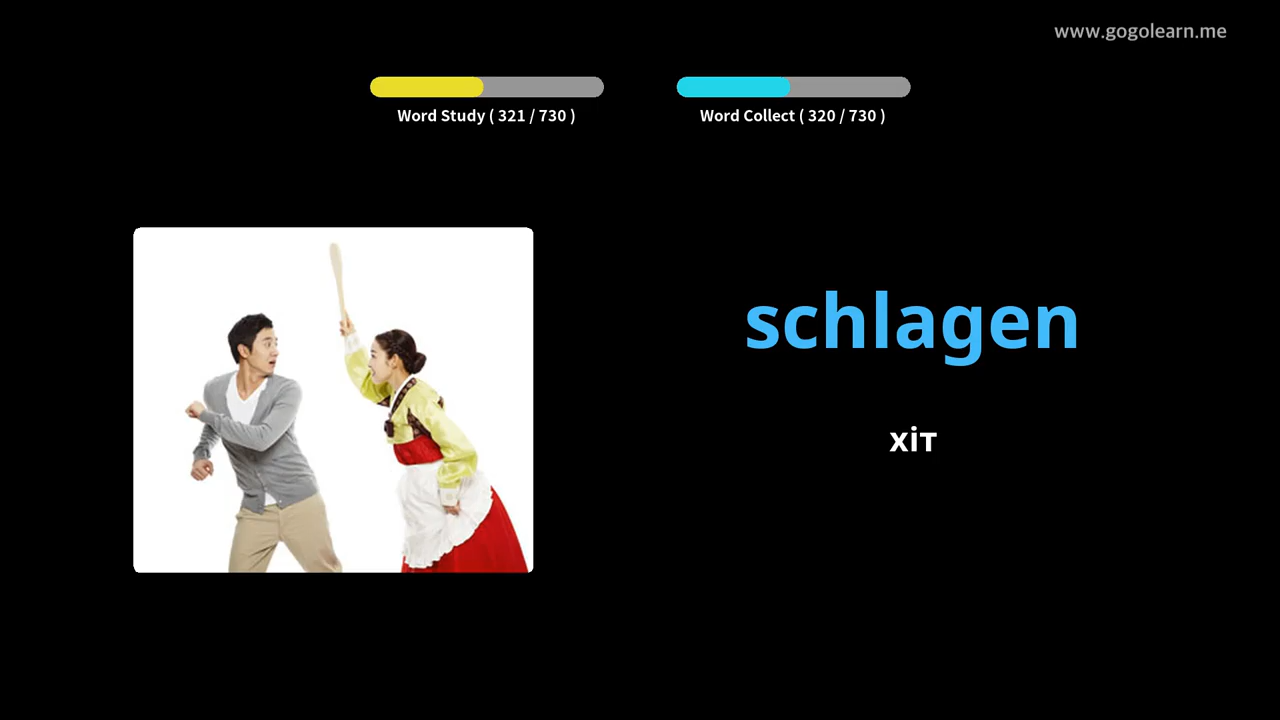 www.gogolearn.me
Word Study ( 321 / 730 )
Word Collect ( 320 / 730 )
schlagen
хіт